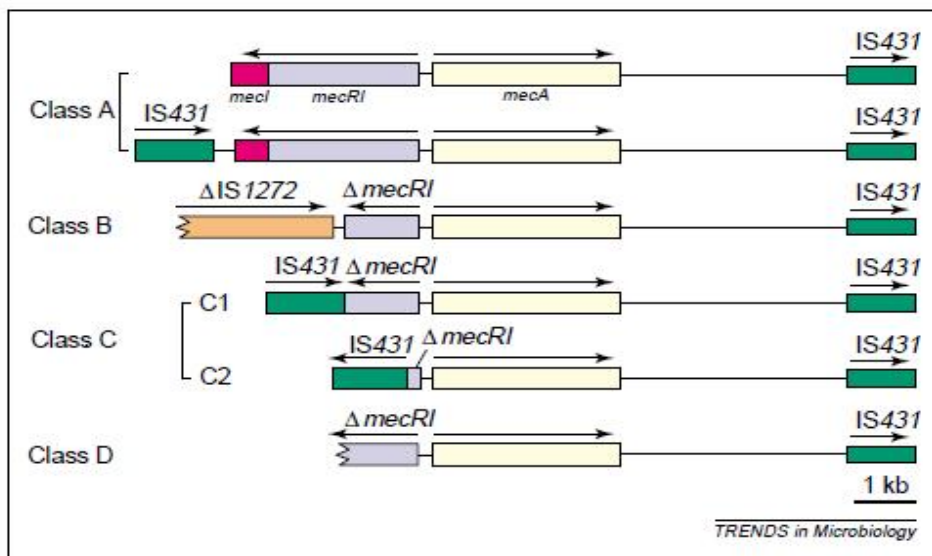 IS431
mecI mecRI mecA
Class A
IS431
IS431
ΔIS1272 ΔmecRI IS431
Class B
IS431 ΔmecRI IS431
C1
Class C
IS431 ΔmecRI IS431
C2
ΔmecRI IS431
Class D
1 kb
TRENDS in Microbiology